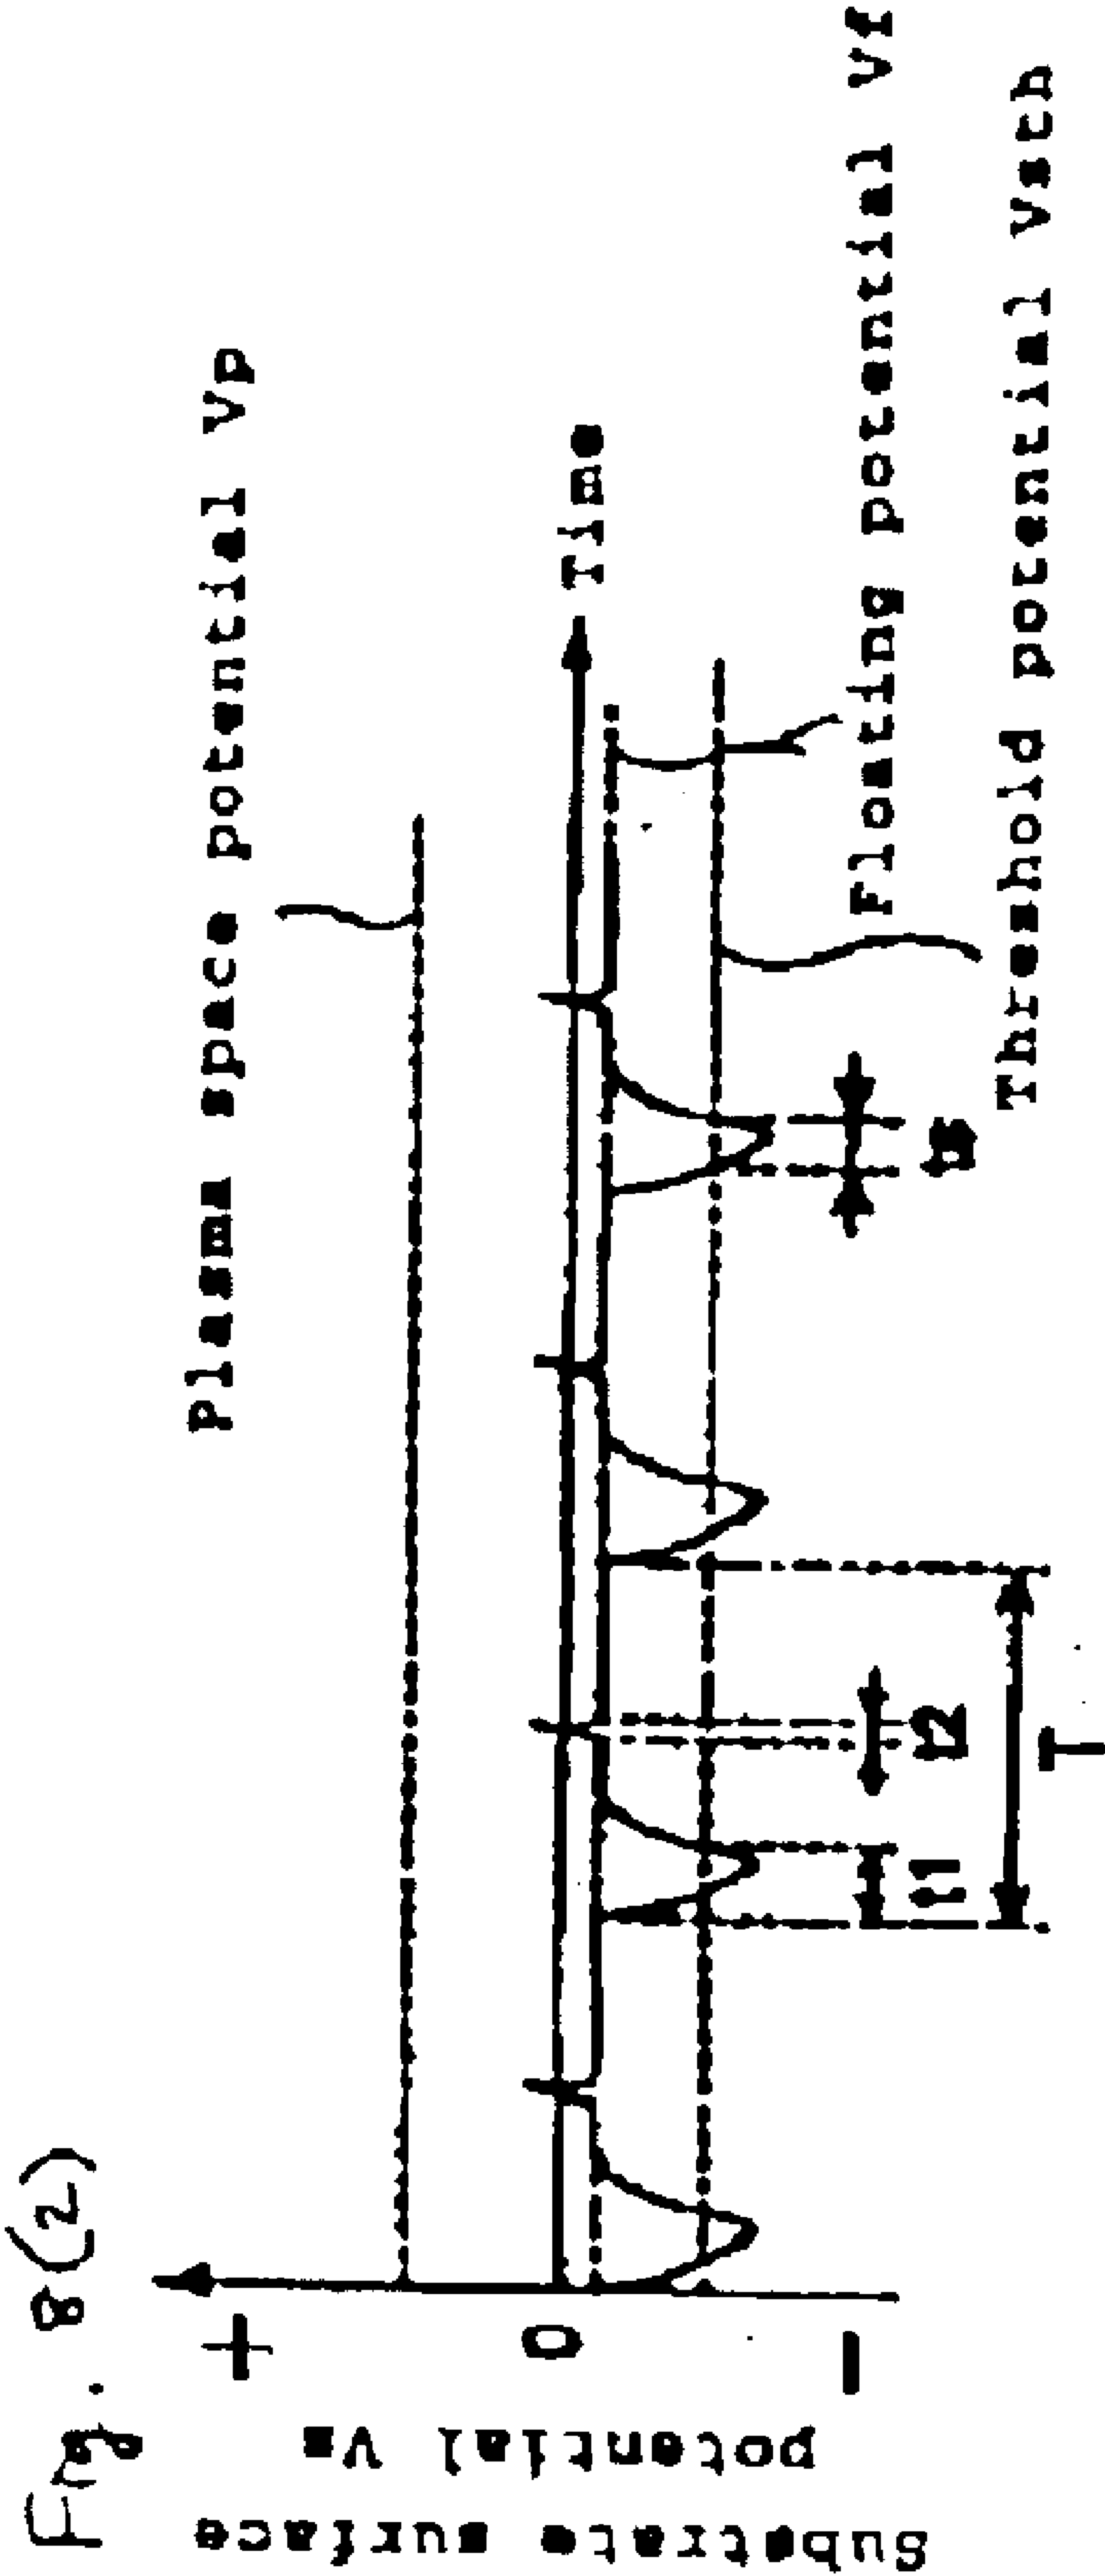 Fig. 8(2)
Substrate surface
potential Vs
+
0
−
Plasma space potential Vp
Time
Floating potential Vf
Threshold potential Vsth
t1
t2
t3
T